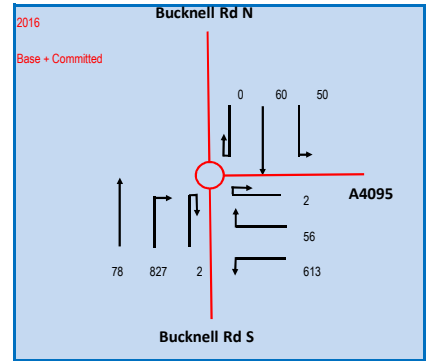 Bucknell Rd N
2016
Base + Committed
0 60 50
2
A4095
56
78 827 2 613
Bucknell Rd S